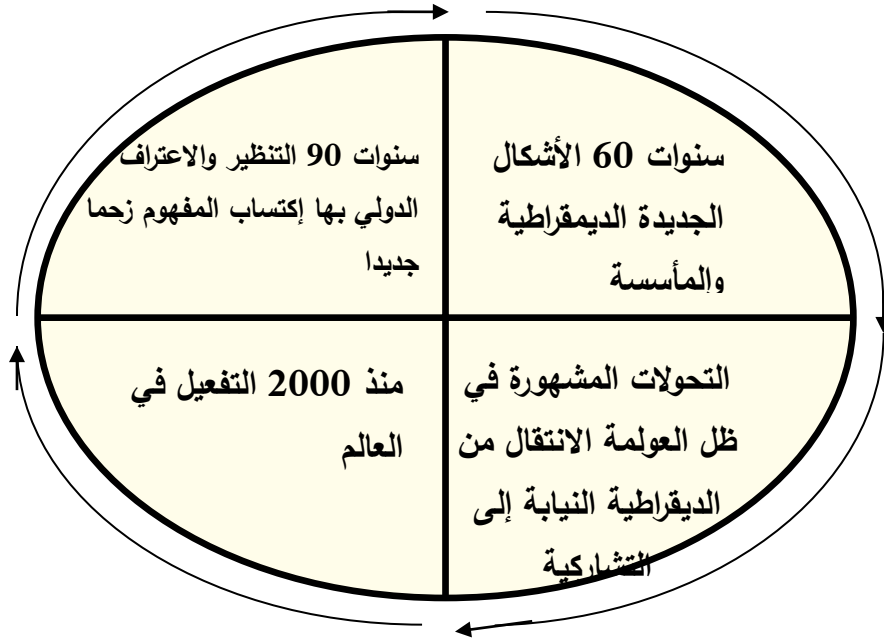 سنوات 60 الأشكال
الجديدة الديمقراطية
والمأسسة
سنوات 90 التنظير والاعتراف
الدولي بها إكتساب المفهوم زحما
جديدا
التحولات المشهورة في
ظل العولمة الانتقال من
الديقراطية النيابة إلى
التشاركية
منذ 2000 التفعيل في
العالم